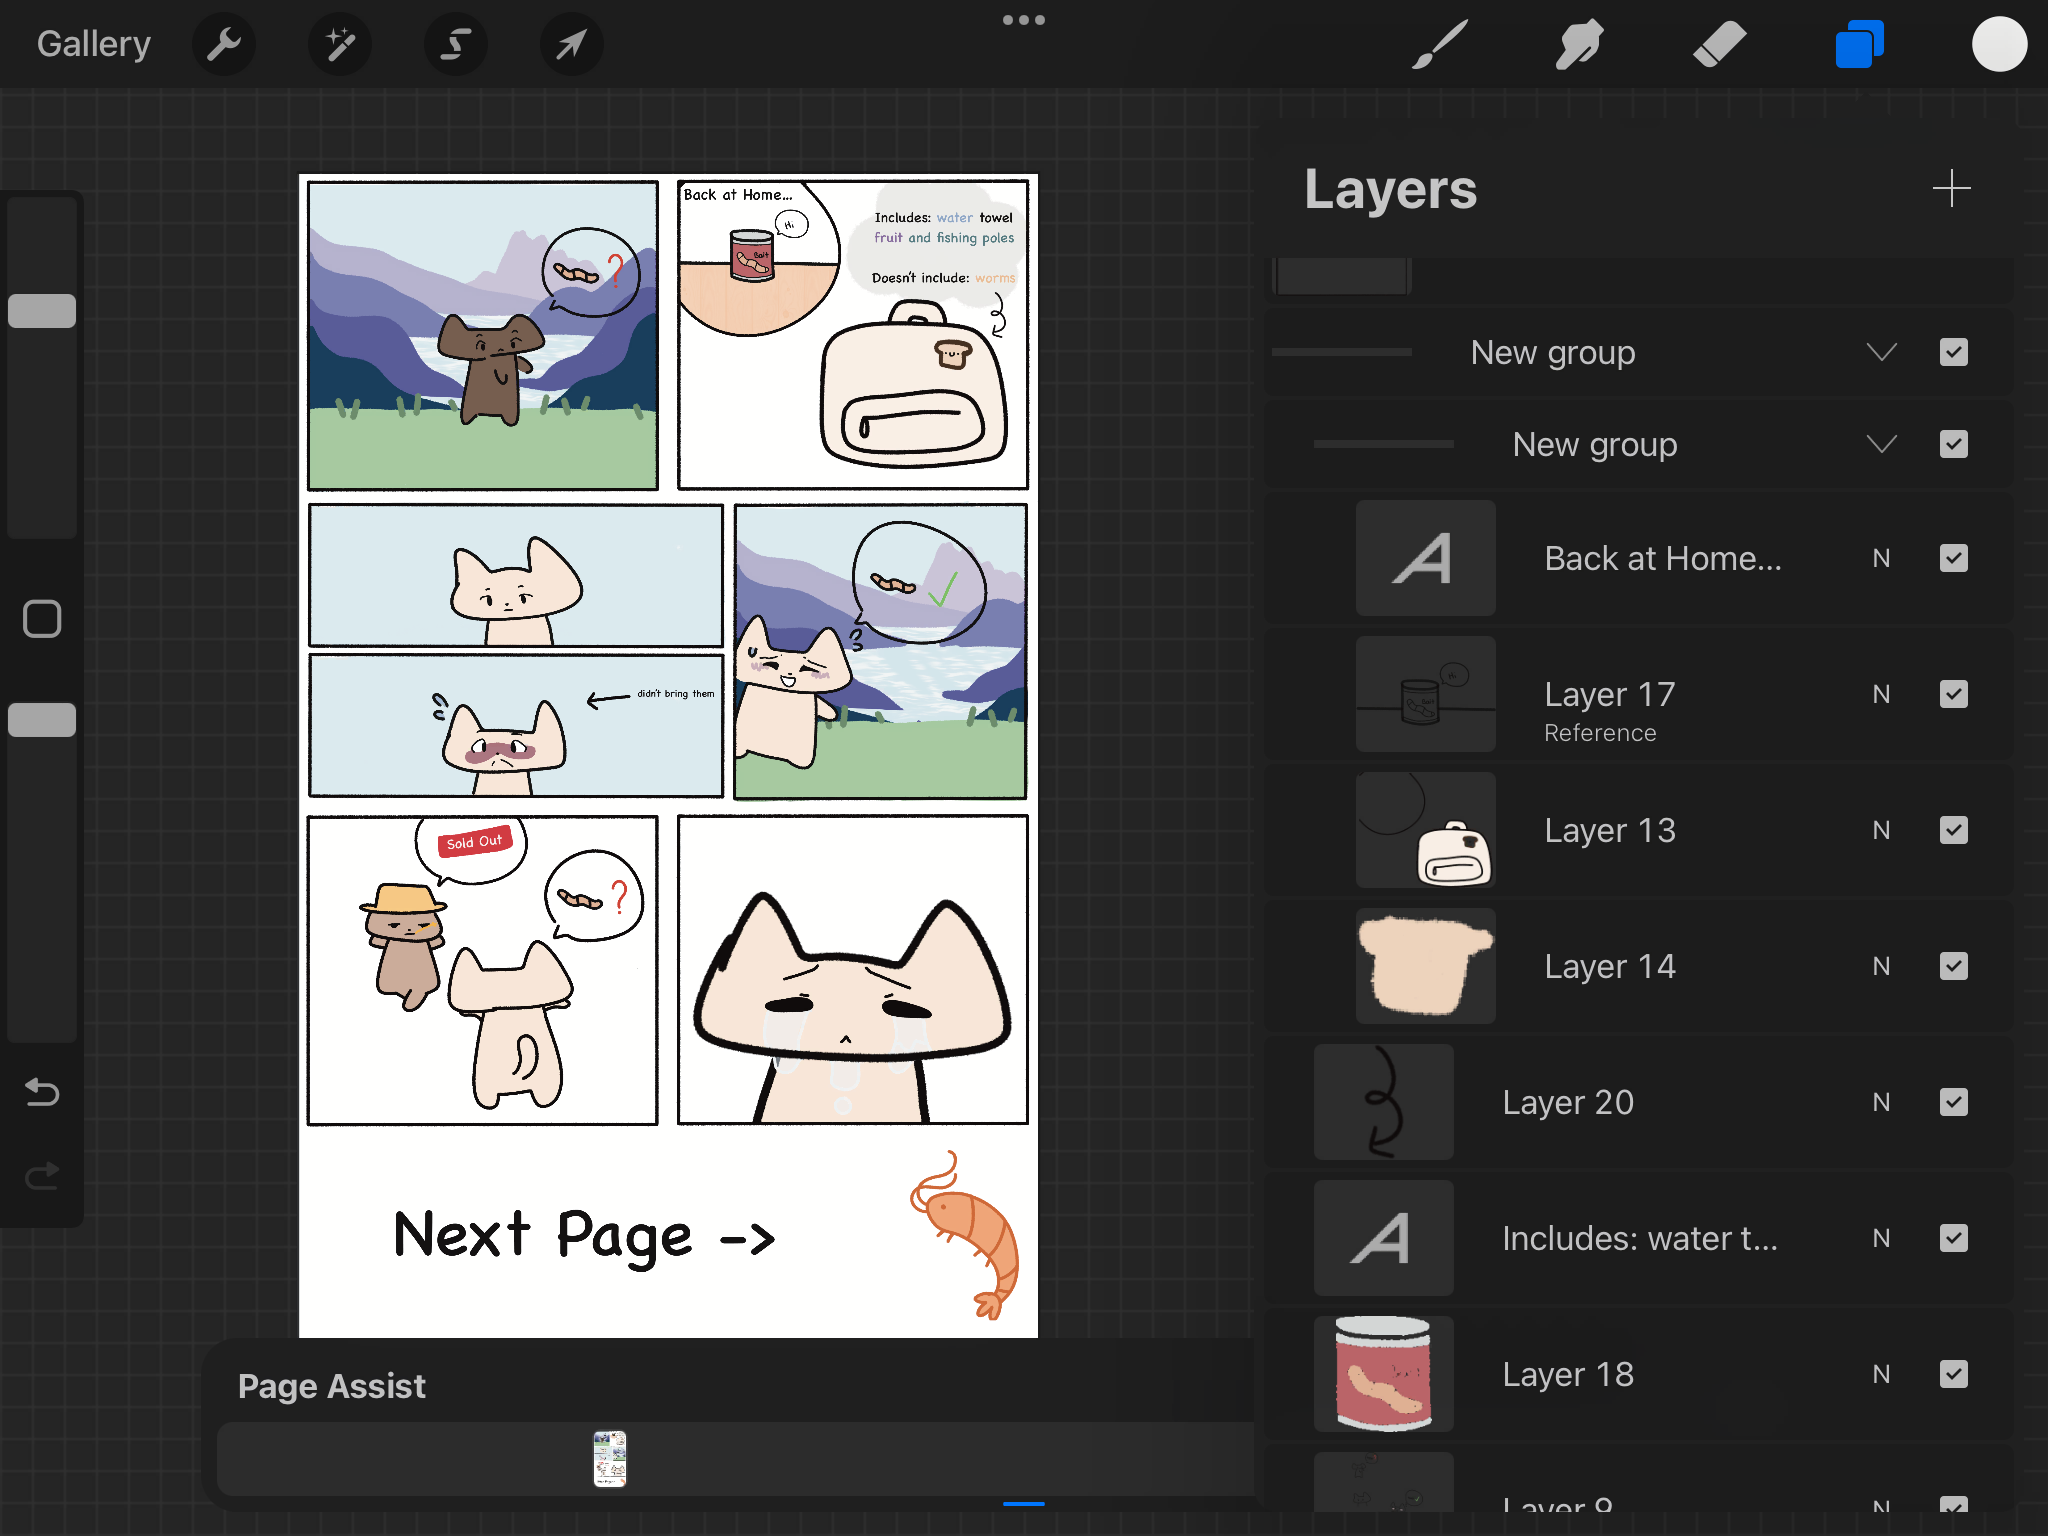 Gallery
Back at Home...
Hi
Includes: water towel
fruit and fishing poles
Doesn't include: worms
Bait
?
didn't bring them
Sold Out
?
Next Page ->
Page Assist
Layers
New group
New group
Back at Home...
N
Layer 17
N
Reference
Layer 13
N
Layer 14
N
Layer 20
N
Includes: water t...
N
Layer 18
N
Layer 9
N